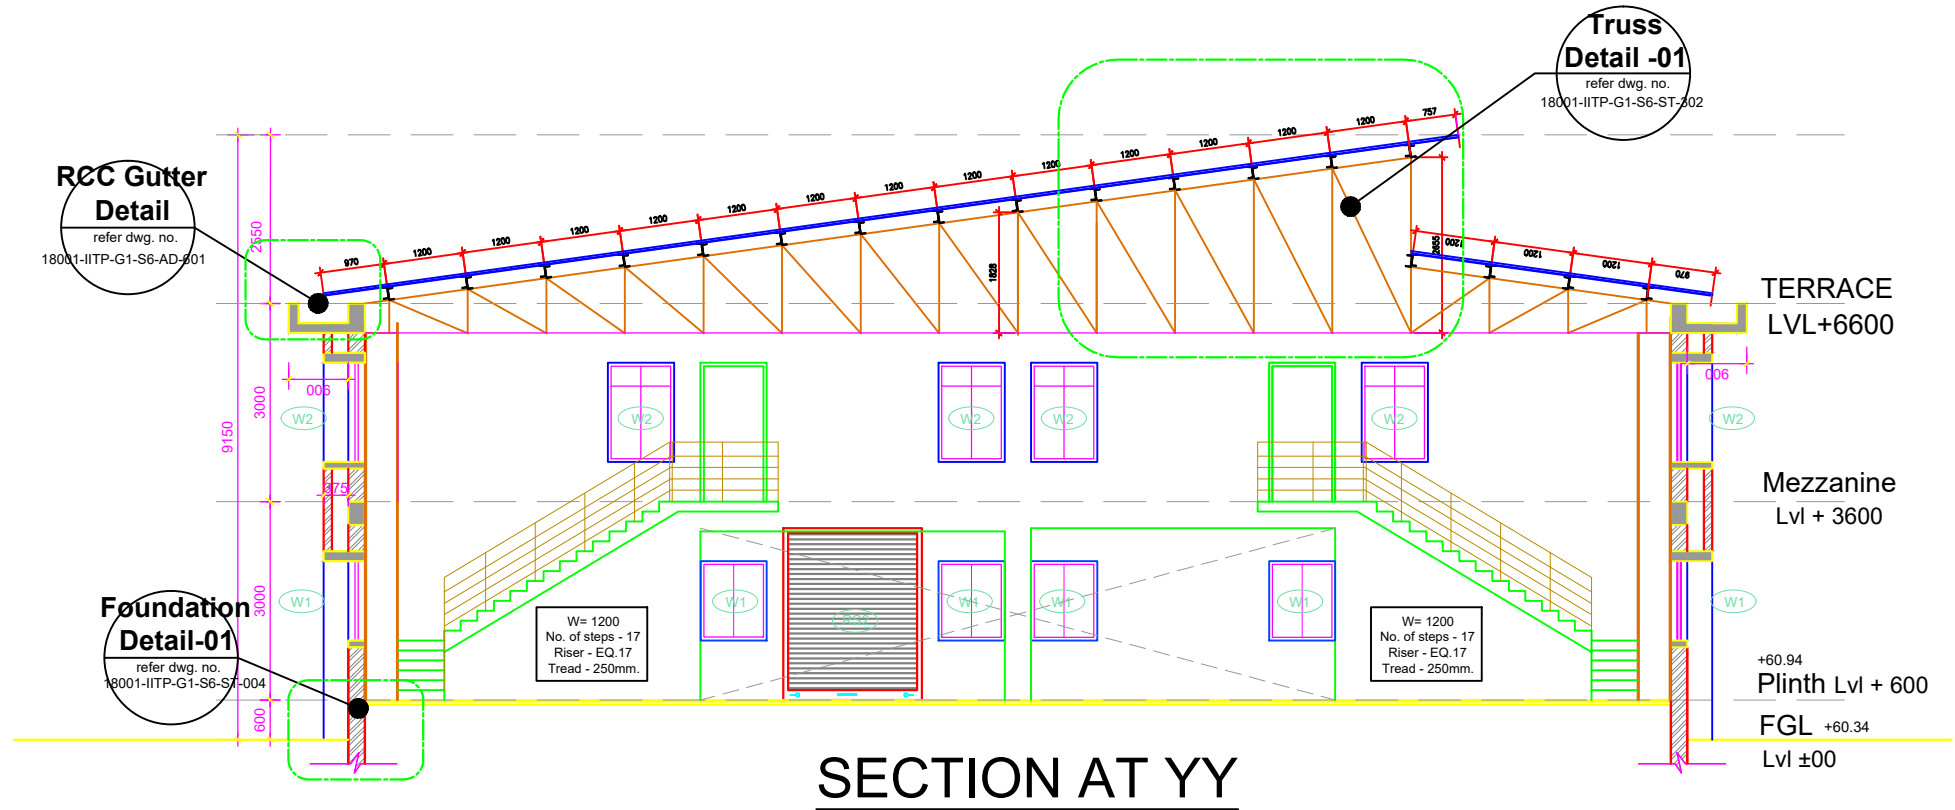 Truss
Detail -01
refer dwg. no.
18001-IITP-G1-S6-ST-302
RCC Gutter
Detail
refer dwg. no.
18001-IITP-G1-S6-AD-601
970
1200
1200
1200
1200
1200
1200
1200
1200
1200
1200
1200
1200
1200
757
2550
1828
2655
1200
1200
1200
970
TERRACE
LVL+6600
900
3000
9150
900
W2
W2
W2
W2
W2
W2
375
Mezzanine
Lvl + 3600
Foundation
Detail-01
refer dwg. no.
18001-IITP-G1-S6-ST-004
3000
W1
W1
W1
W1
W1
W1
RS2
W= 1200
No. of steps - 17
Riser - EQ.17
Tread - 250mm.
W= 1200
No. of steps - 17
Riser - EQ.17
Tread - 250mm.
+60.94
Plinth Lvl + 600
600
FGL +60.34
Lvl ±00
SECTION AT YY